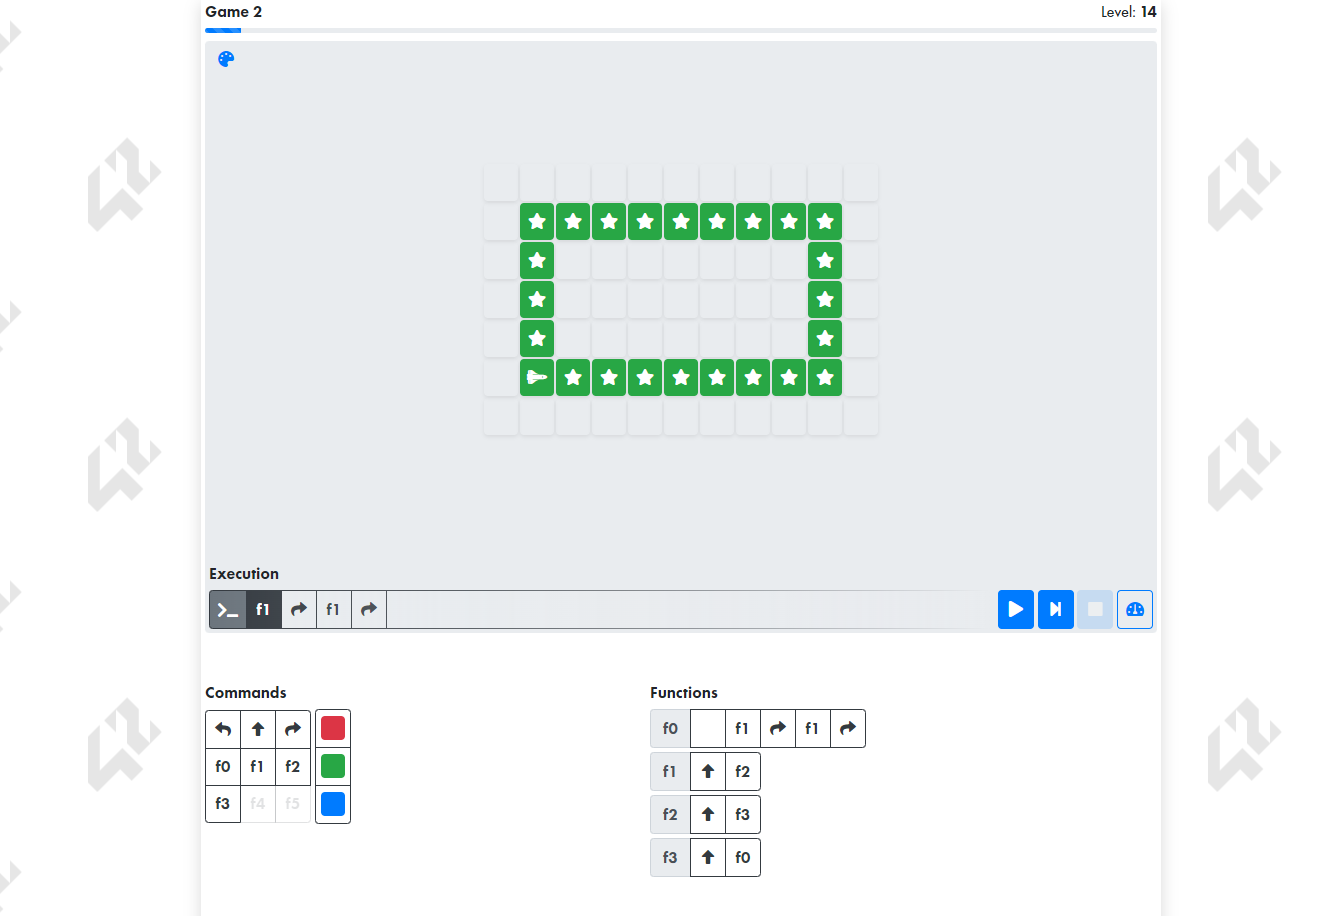 Game 2
Level: 14
Execution
>_ f1 f1
Commands
Functions
f0 f1 f1
f0 f1 f2
f1 f2
f3 f4 f5
f2 f3
f3 f0